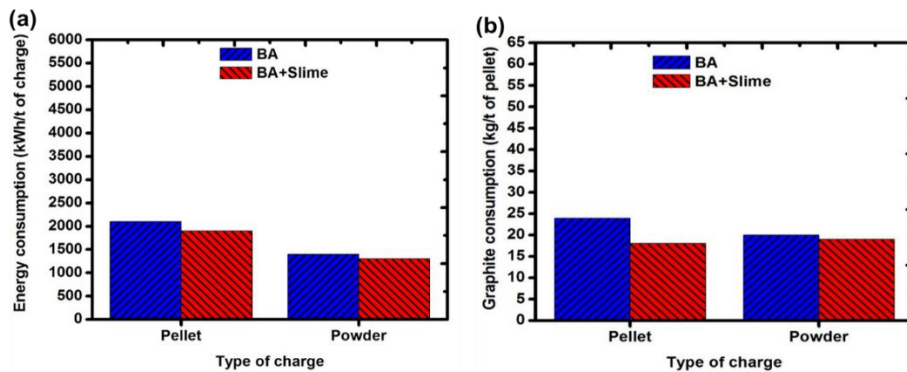 (a)
6000
5500
5000
4500
4000
3500
3000
2500
2000
1500
1000
500
0
Energy consumption (kWh/t of charge)
BA
BA+Slime
Pellet Powder
Type of charge
(b)
65
60
55
50
45
40
35
30
25
20
15
10
5
0
Graphite consumption (kg/t of pellet)
BA
BA+Slime
Pellet Powder
Type of charge